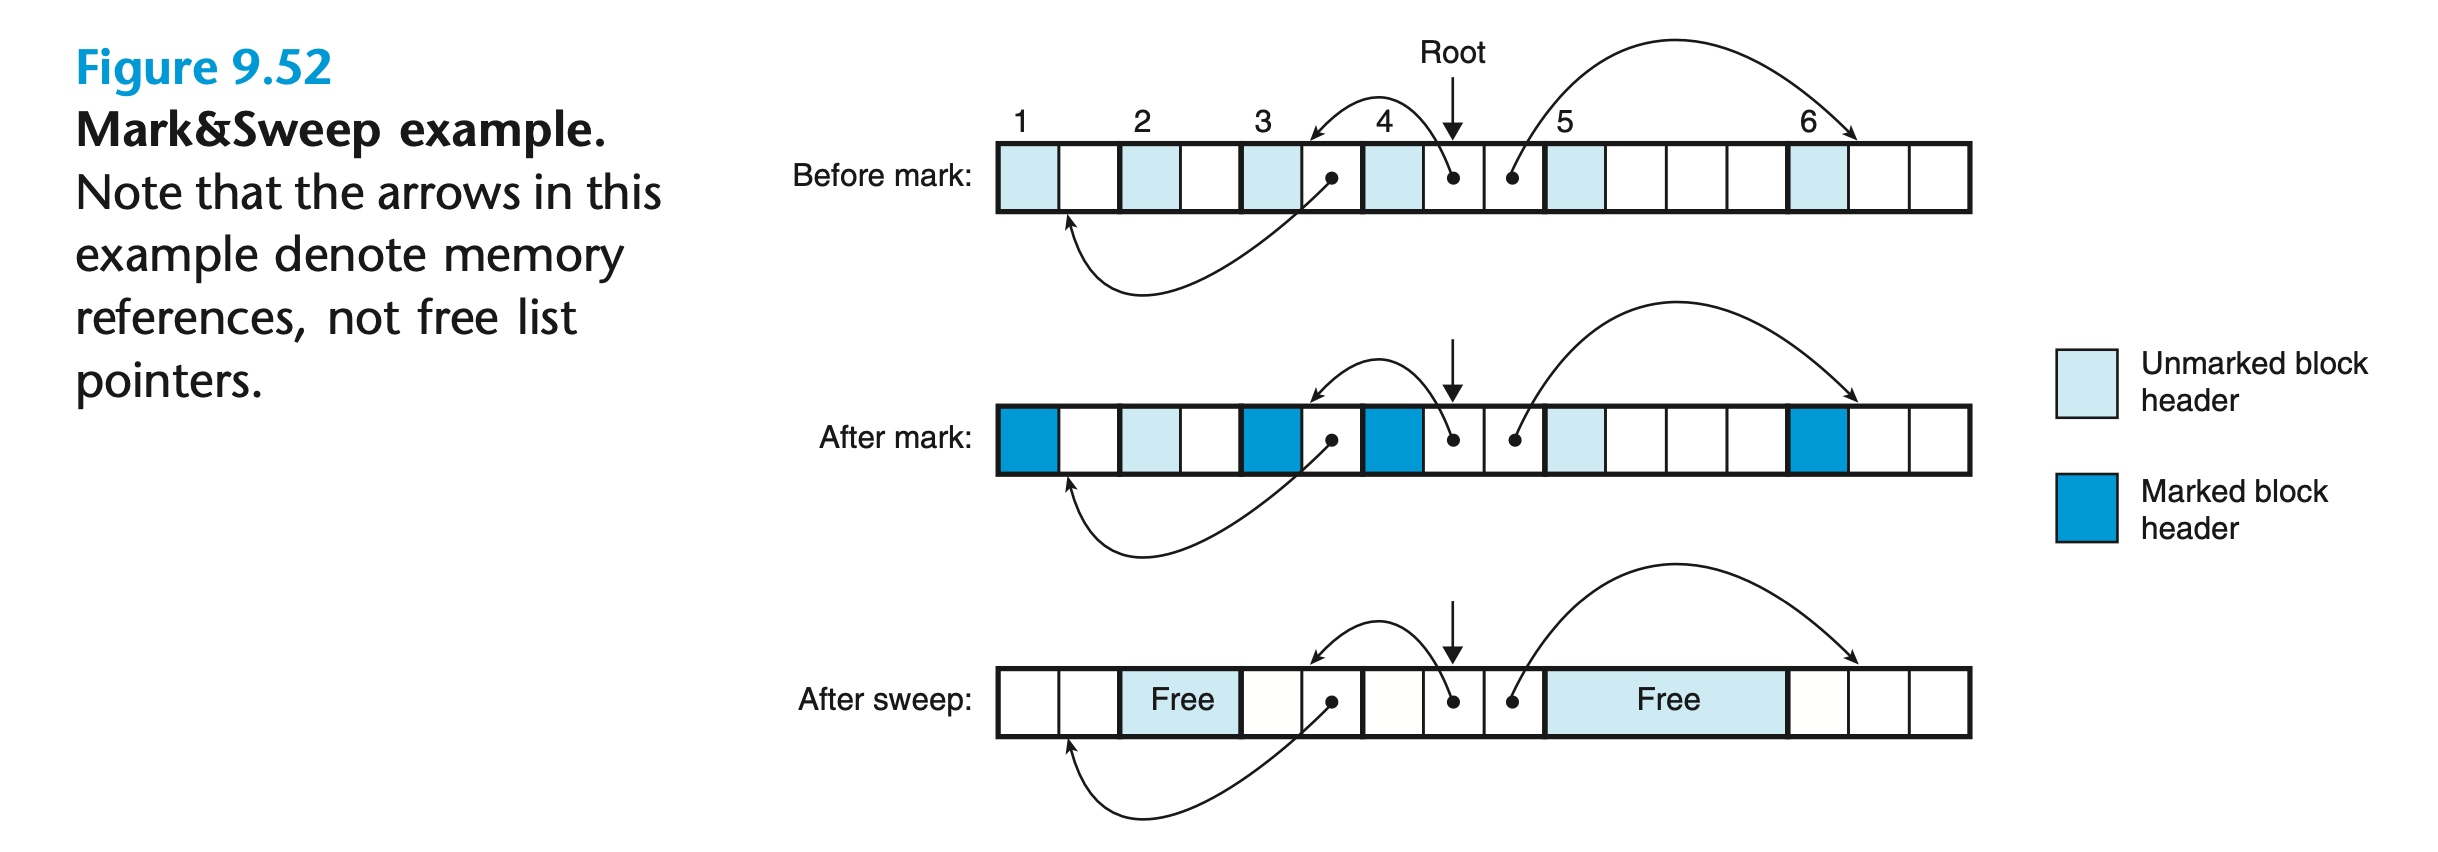 Figure 9.52
Mark&Sweep example.
Note that the arrows in this
example denote memory
references, not free list
pointers.
Root
1 2 3 4 5 6
Before mark:
After mark:
Unmarked block
header
Marked block
header
After sweep:
Free Free